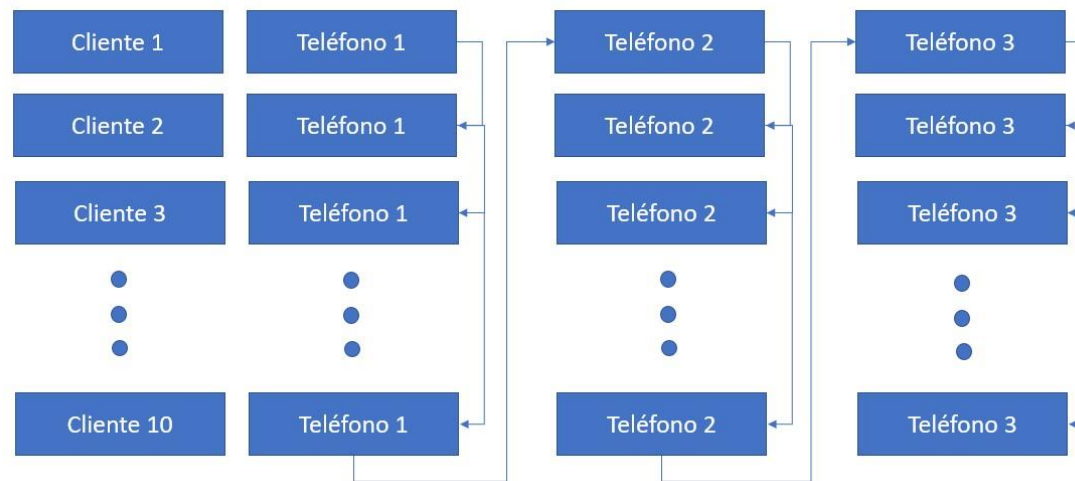 Cliente 1 Teléfono 1 Teléfono 2 Teléfono 3
Cliente 2 Teléfono 1 Teléfono 2 Teléfono 3
Cliente 3 Teléfono 1 Teléfono 2 Teléfono 3
Cliente 10 Teléfono 1 Teléfono 2 Teléfono 3